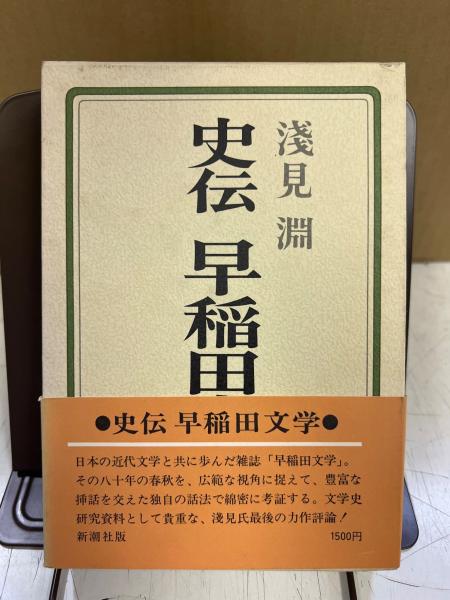 淺見淵
史伝 早稲田
●史伝 早稲田文学●
日本の近代文学と共に歩んだ雑誌「早稲田文学」。
その八十年の春秋を、広範な視角に捉えて、豊富な
挿話を交えた独自の話法で綿密に考証する。文学史
研究資料として貴重な、淺見氏最後の力作評論!
新潮社版 1500円